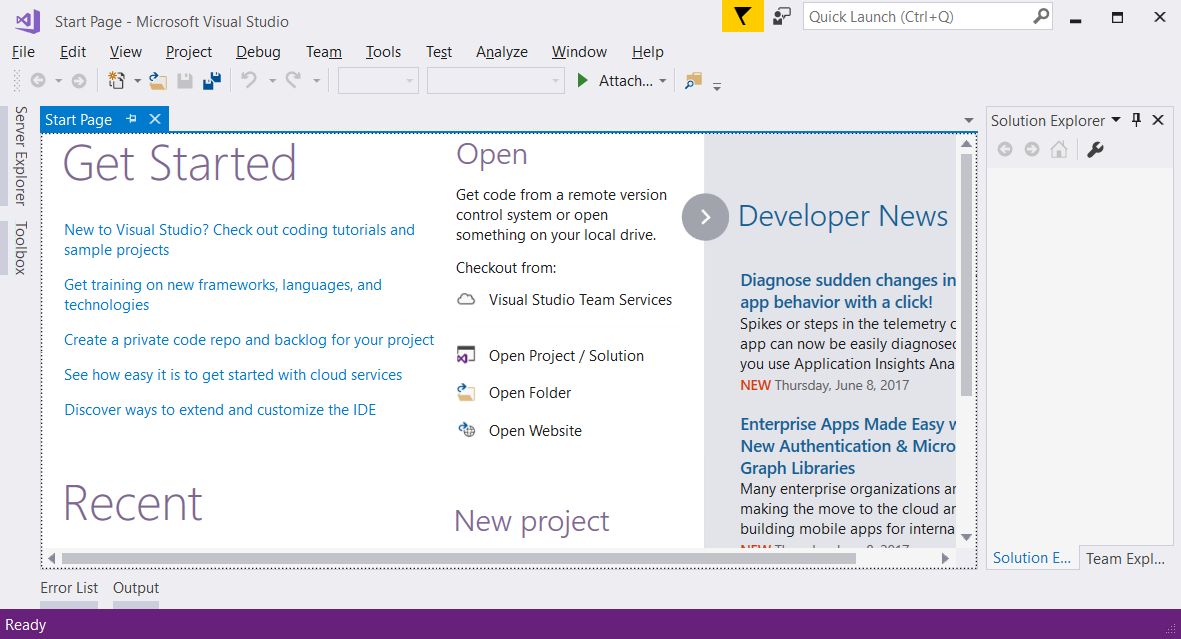 Start Page - Microsoft Visual Studio
Quick Launch (Ctrl+Q)
File Edit View Project Debug Team Tools Test Analyze Window Help
Attach...
Server Explorer
Toolbox
Start Page
Get Started
New to Visual Studio? Check out coding tutorials and
sample projects
Get training on new frameworks, languages, and
technologies
Create a private code repo and backlog for your project
See how easy it is to get started with cloud services
Discover ways to extend and customize the IDE
Recent
Open
Get code from a remote version
control system or open
something on your local drive.
Checkout from:
Visual Studio Team Services
Open Project / Solution
Open Folder
Open Website
New project
Developer News
Diagnose sudden changes in
app behavior with a click!
Spikes or steps in the telemetry c
app can now be easily diagnosed
you use Application Insights Ana
NEW Thursday, June 8, 2017
Enterprise Apps Made Easy w
New Authentication & Micro
Graph Libraries
Many enterprise organizations ar
making the move to the cloud ar
building mobile apps for interna
NEW Thursday, June 8, 2017
Solution Explorer
Solution E...
Team Expl...
Error List Output
Ready